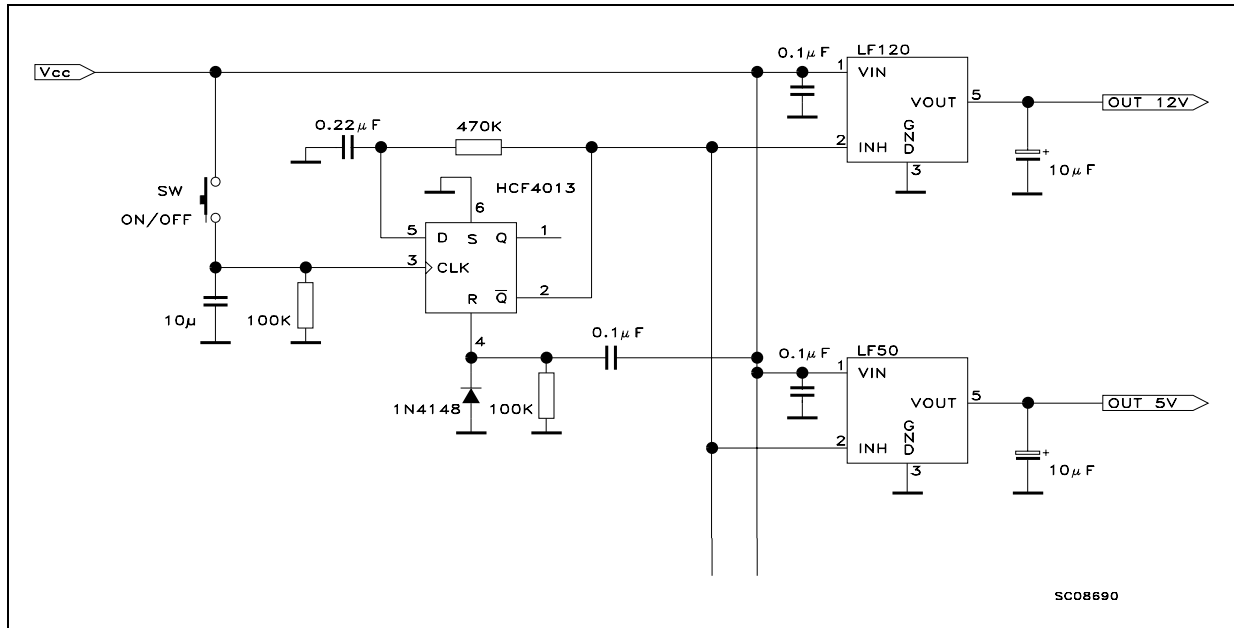 Vcc
0.1μF
LF120
1
VIN
VOUT
5
OUT 12V
GND
2
INH
3
+
10μF
0.22μF
470K
HCF4013
SW
ON/OFF
6
5
D
S
Q
1
3
CLK
R
Q
2
4
10μ
100K
0.1μF
1N4148
100K
0.1μF
LF50
1
VIN
VOUT
5
OUT 5V
GND
2
INH
3
+
10μF
SC08690